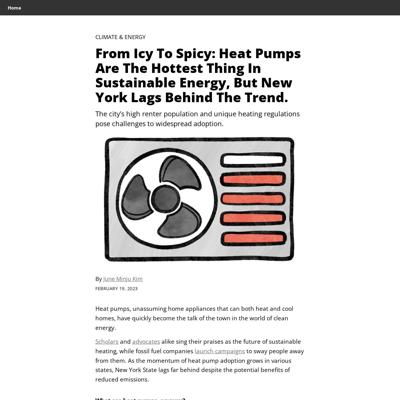 Home
CLIMATE & ENERGY
From Icy To Spicy: Heat Pumps
Are The Hottest Thing In
Sustainable Energy, But New
York Lags Behind The Trend.
The city's high renter population and unique heating regulations
pose challenges to widespread adoption.
By June Minju Kim
FEBRUARY 19, 2023
Heat pumps, unassuming home appliances that can both heat and cool
homes, have quickly become the talk of the town in the world of clean
energy.
Scholars and advocates alike sing their praises as the future of sustainable
heating, while fossil fuel companies launch campaigns to sway people away
from them. As the momentum of heat pump adoption grows in various
states, New York State lags far behind despite the potential benefits of
reduced emissions.